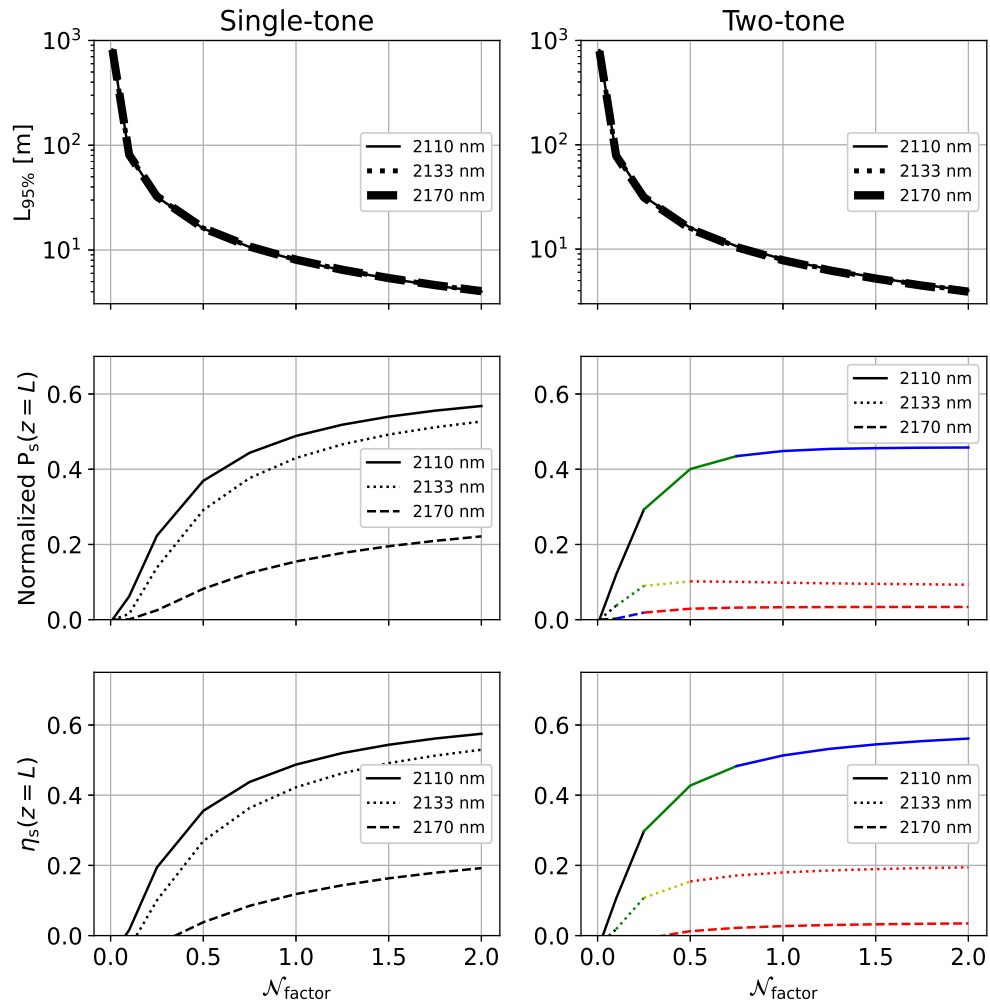 Single-tone
Two-tone
L95% [m]
10³
10²
10¹
2110 nm
2133 nm
2170 nm
10³
10²
10¹
2110 nm
2133 nm
2170 nm
Normalized Ps(z = L)
0.6
0.4
0.2
0.0
2110 nm
2133 nm
2170 nm
0.6
0.4
0.2
0.0
2110 nm
2133 nm
2170 nm
ηs(z = L)
0.6
0.4
0.2
0.0
2110 nm
2133 nm
2170 nm
0.0 0.5 1.0 1.5 2.0
𝒩factor
0.6
0.4
0.2
0.0
2110 nm
2133 nm
2170 nm
0.0 0.5 1.0 1.5 2.0
𝒩factor